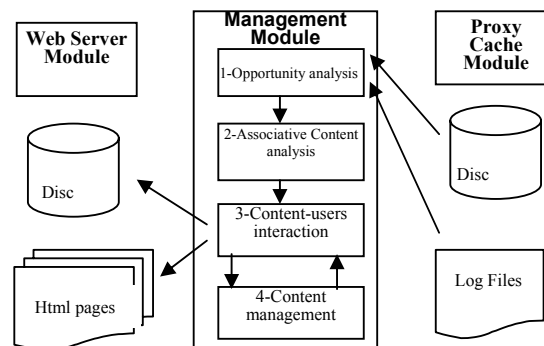 Web Server
Module
Disc
Html pages
Management
Module
1-Opportunity analysis
2-Associative Content
analysis
3-Content-users
interaction
4-Content
management
Proxy
Cache
Module
Disc
Log Files